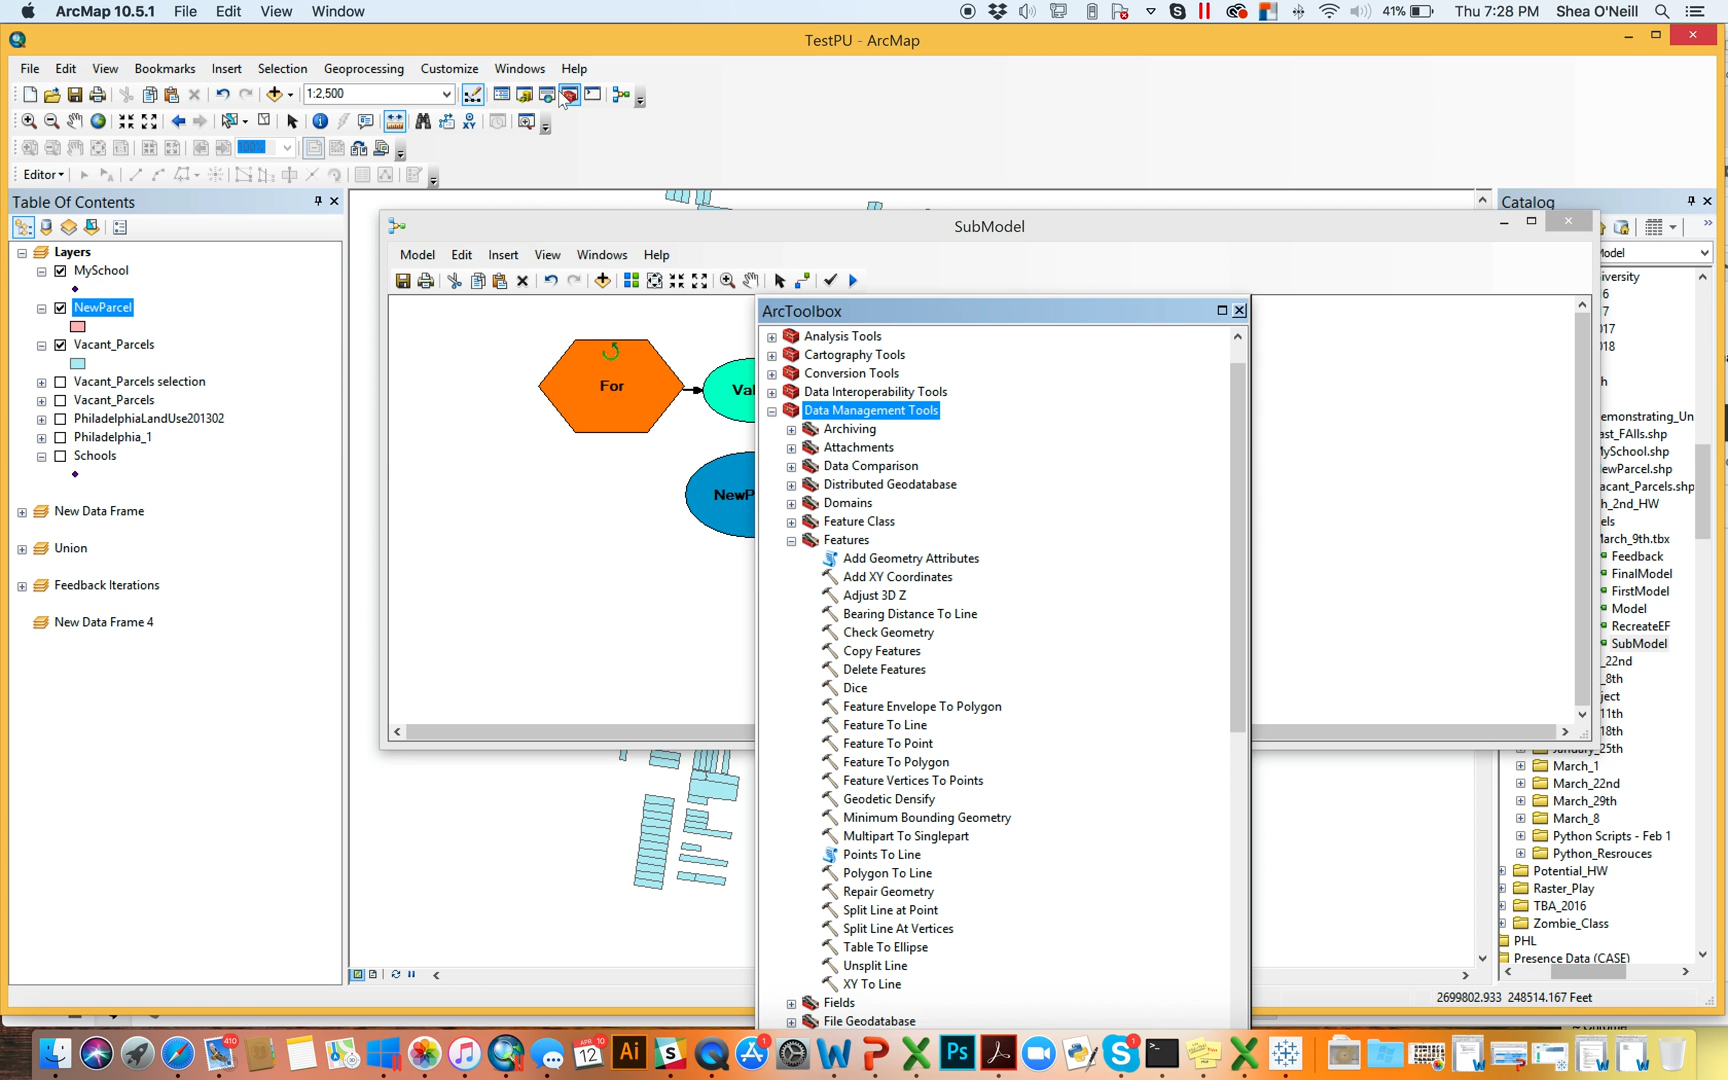 ArcMap 10.5.1 File Edit View Window 41% Thu 7:28 PM Shea O'Neill
TestPU - ArcMap
File Edit View Bookmarks Insert Selection Geoprocessing Customize Windows Help
1:2,500
100%
Editor
Table Of Contents
Layers
MySchool
NewParcel
Vacant_Parcels
Vacant_Parcels selection
Vacant_Parcels
PhiladelphiaLandUse201302
Philadelphia_1
Schools
New Data Frame
Union
Feedback Iterations
New Data Frame 4
SubModel
Model Edit Insert View Windows Help
For
Val
NewP
ArcToolbox
Analysis Tools
Cartography Tools
Conversion Tools
Data Interoperability Tools
Data Management Tools
Archiving
Attachments
Data Comparison
Distributed Geodatabase
Domains
Feature Class
Features
Add Geometry Attributes
Add XY Coordinates
Adjust 3D Z
Bearing Distance To Line
Check Geometry
Copy Features
Delete Features
Dice
Feature Envelope To Polygon
Feature To Line
Feature To Point
Feature To Polygon
Feature Vertices To Points
Geodetic Densify
Minimum Bounding Geometry
Multipart To Singlepart
Points To Line
Polygon To Line
Repair Geometry
Split Line at Point
Split Line At Vertices
Table To Ellipse
Unsplit Line
XY To Line
Fields
File Geodatabase
Catalog
odel
iversity
6
7
017
018
h
emonstrating_Un
ast_FAlls.shp
ySchool.shp
ewParcel.shp
acant_Parcels.shp
h_2nd_HW
els
arch_9th.tbx
Feedback
FinalModel
FirstModel
Model
RecreateEF
SubModel
_22nd
_8th
ject
11th
18th
January_25th
March_1
March_22nd
March_29th
March_8
Python Scripts - Feb 1
Python_Resrouces
Potential_HW
Raster_Play
TBA_2016
Zombie_Class
PHL
Presence Data (CASE)
2699802.933 248514.167 Feet
410
APR
12
10
Ai
1
Ps
1